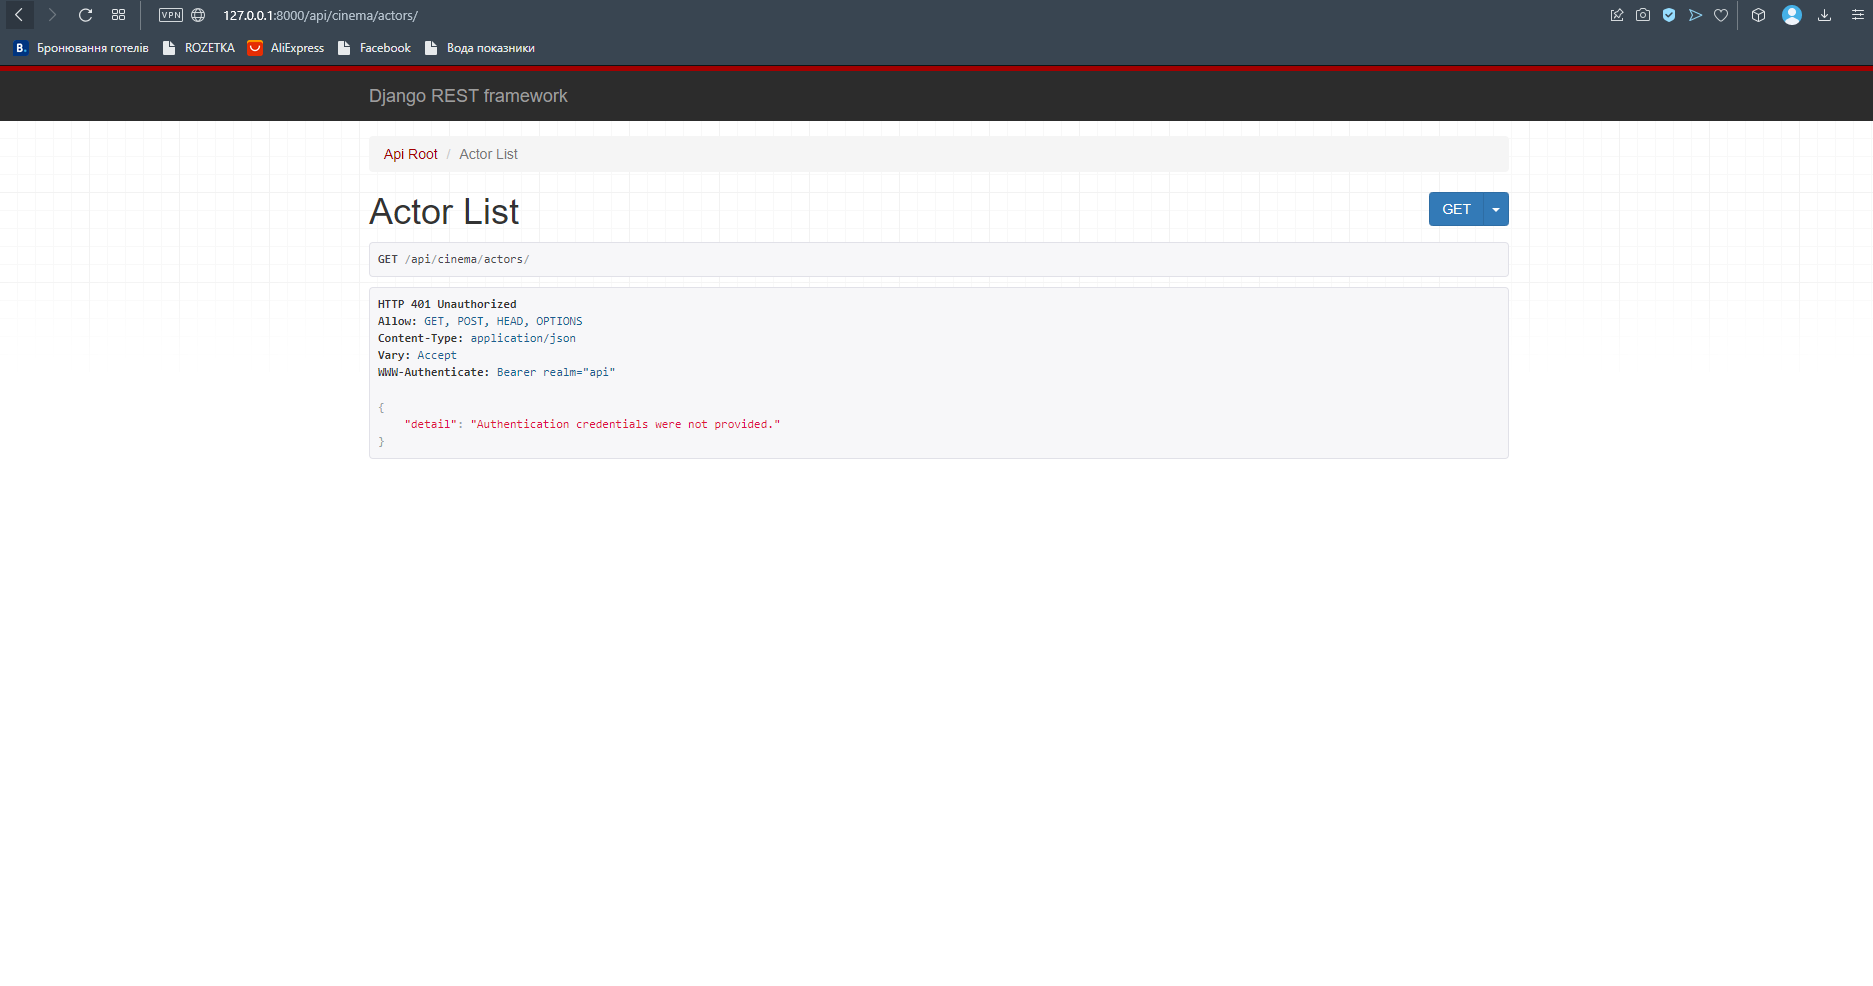 VPN 127.0.0.1:8000/api/cinema/actors/
B. Бронювання готелів ROZETKA AliExpress Facebook Вода показники
Django REST framework
Api Root / Actor List
Actor List
GET
GET /api/cinema/actors/
HTTP 401 Unauthorized
Allow: GET, POST, HEAD, OPTIONS
Content-Type: application/json
Vary: Accept
WWW-Authenticate: Bearer realm="api"
{
"detail": "Authentication credentials were not provided."
}